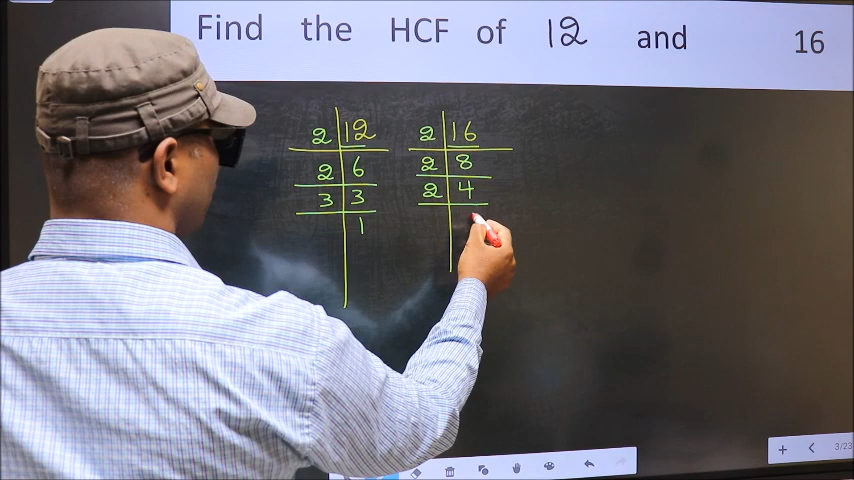 Find the HCF of 12 and 16
2 12 2 16
2 6 2 8
3 3 2 4
1
+ < 3/23